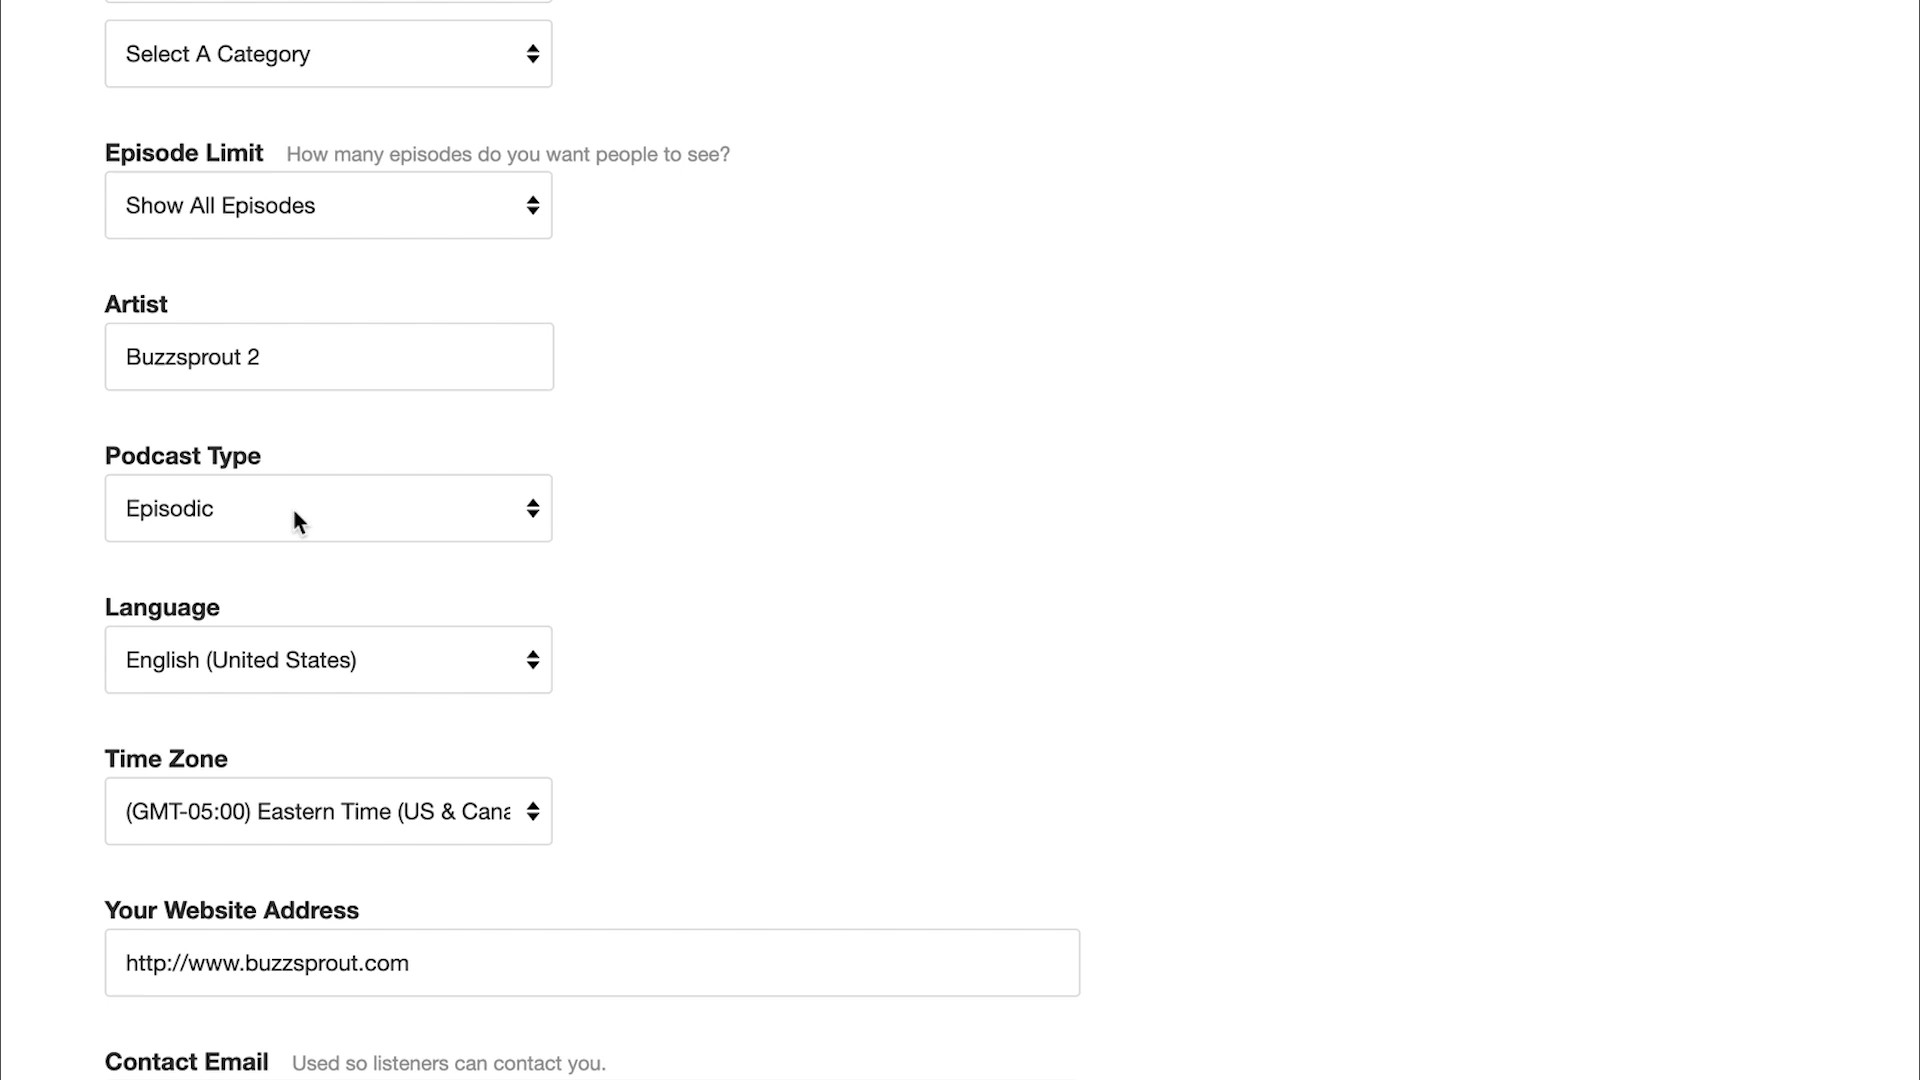 Select A Category
Episode Limit How many episodes do you want people to see?
Show All Episodes
Artist
Buzzsprout 2
Podcast Type
Episodic
Language
English (United States)
Time Zone
(GMT-05:00) Eastern Time (US & Cana
Your Website Address
http://www.buzzsprout.com
Contact Email Used so listeners can contact you.